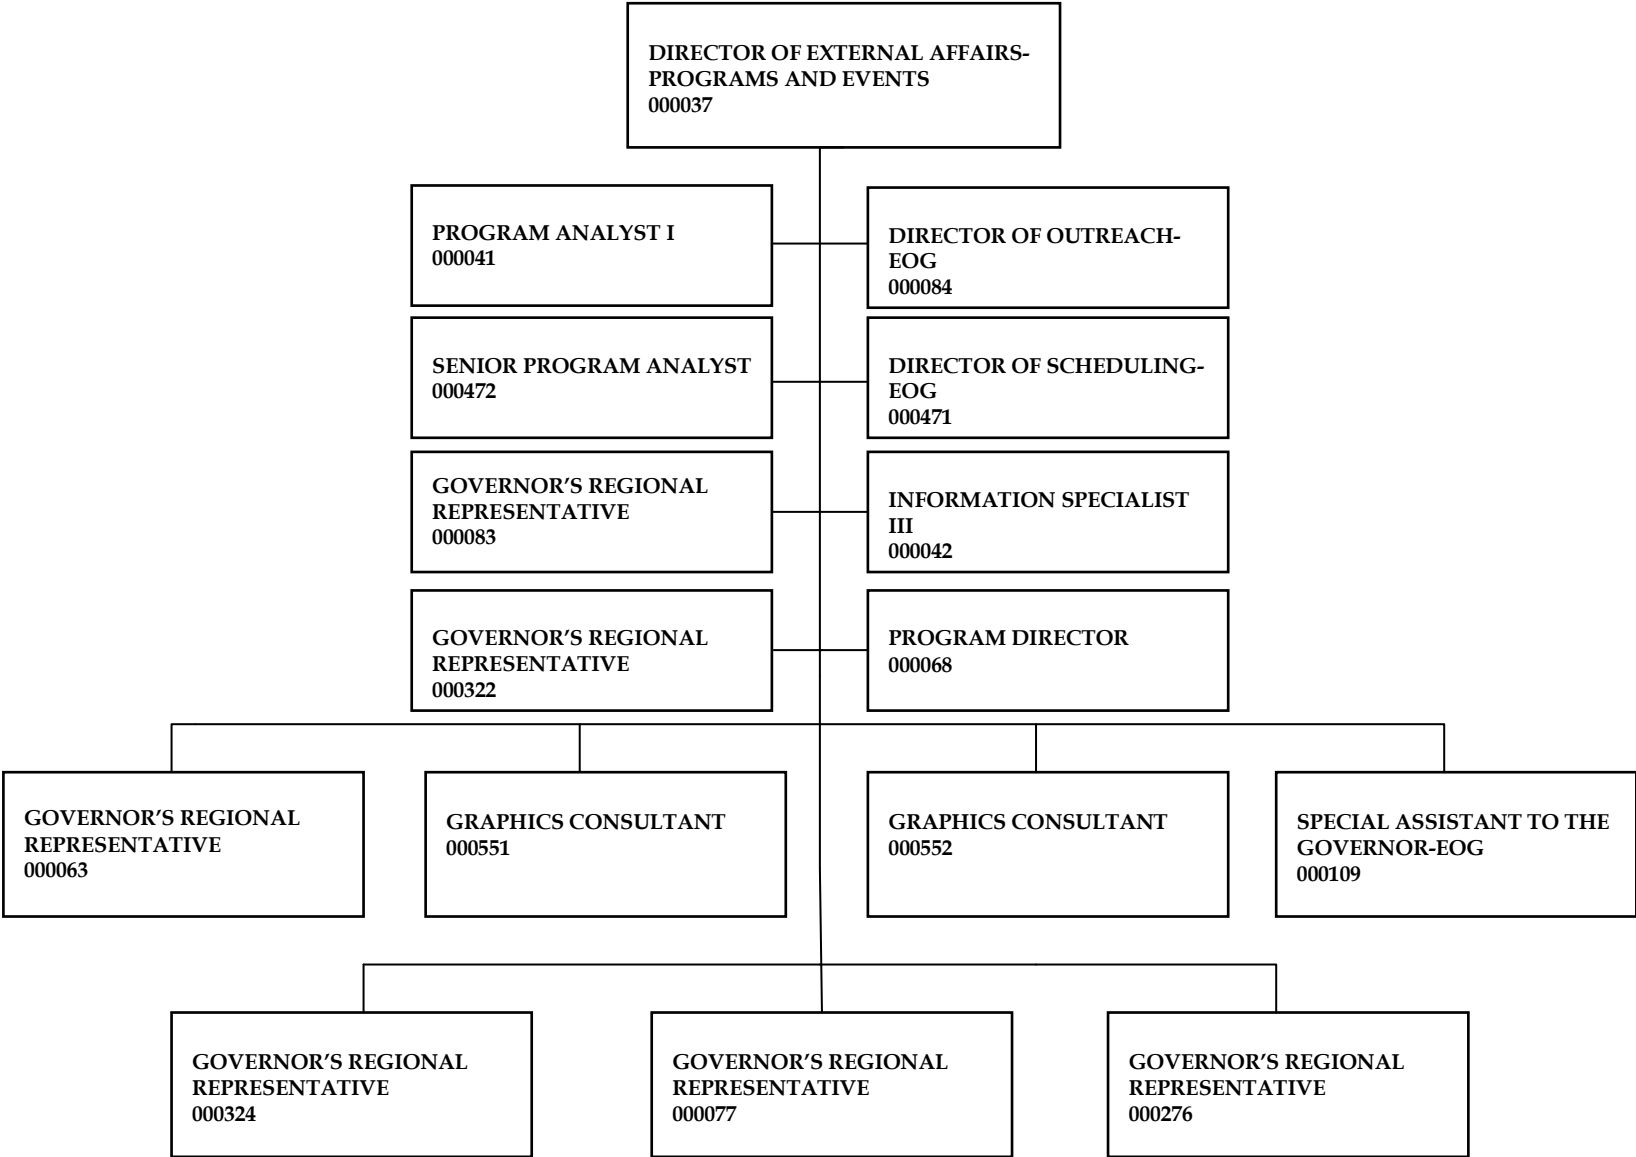 DIRECTOR OF EXTERNAL AFFAIRS-
PROGRAMS AND EVENTS
000037
PROGRAM ANALYST I
000041
DIRECTOR OF OUTREACH-
EOG
000084
SENIOR PROGRAM ANALYST
000472
DIRECTOR OF SCHEDULING-
EOG
000471
GOVERNOR’S REGIONAL
REPRESENTATIVE
000083
INFORMATION SPECIALIST
III
000042
GOVERNOR’S REGIONAL
REPRESENTATIVE
000322
PROGRAM DIRECTOR
000068
GOVERNOR’S REGIONAL
REPRESENTATIVE
000063
GRAPHICS CONSULTANT
000551
GRAPHICS CONSULTANT
000552
SPECIAL ASSISTANT TO THE
GOVERNOR-EOG
000109
GOVERNOR’S REGIONAL
REPRESENTATIVE
000324
GOVERNOR’S REGIONAL
REPRESENTATIVE
000077
GOVERNOR’S REGIONAL
REPRESENTATIVE
000276